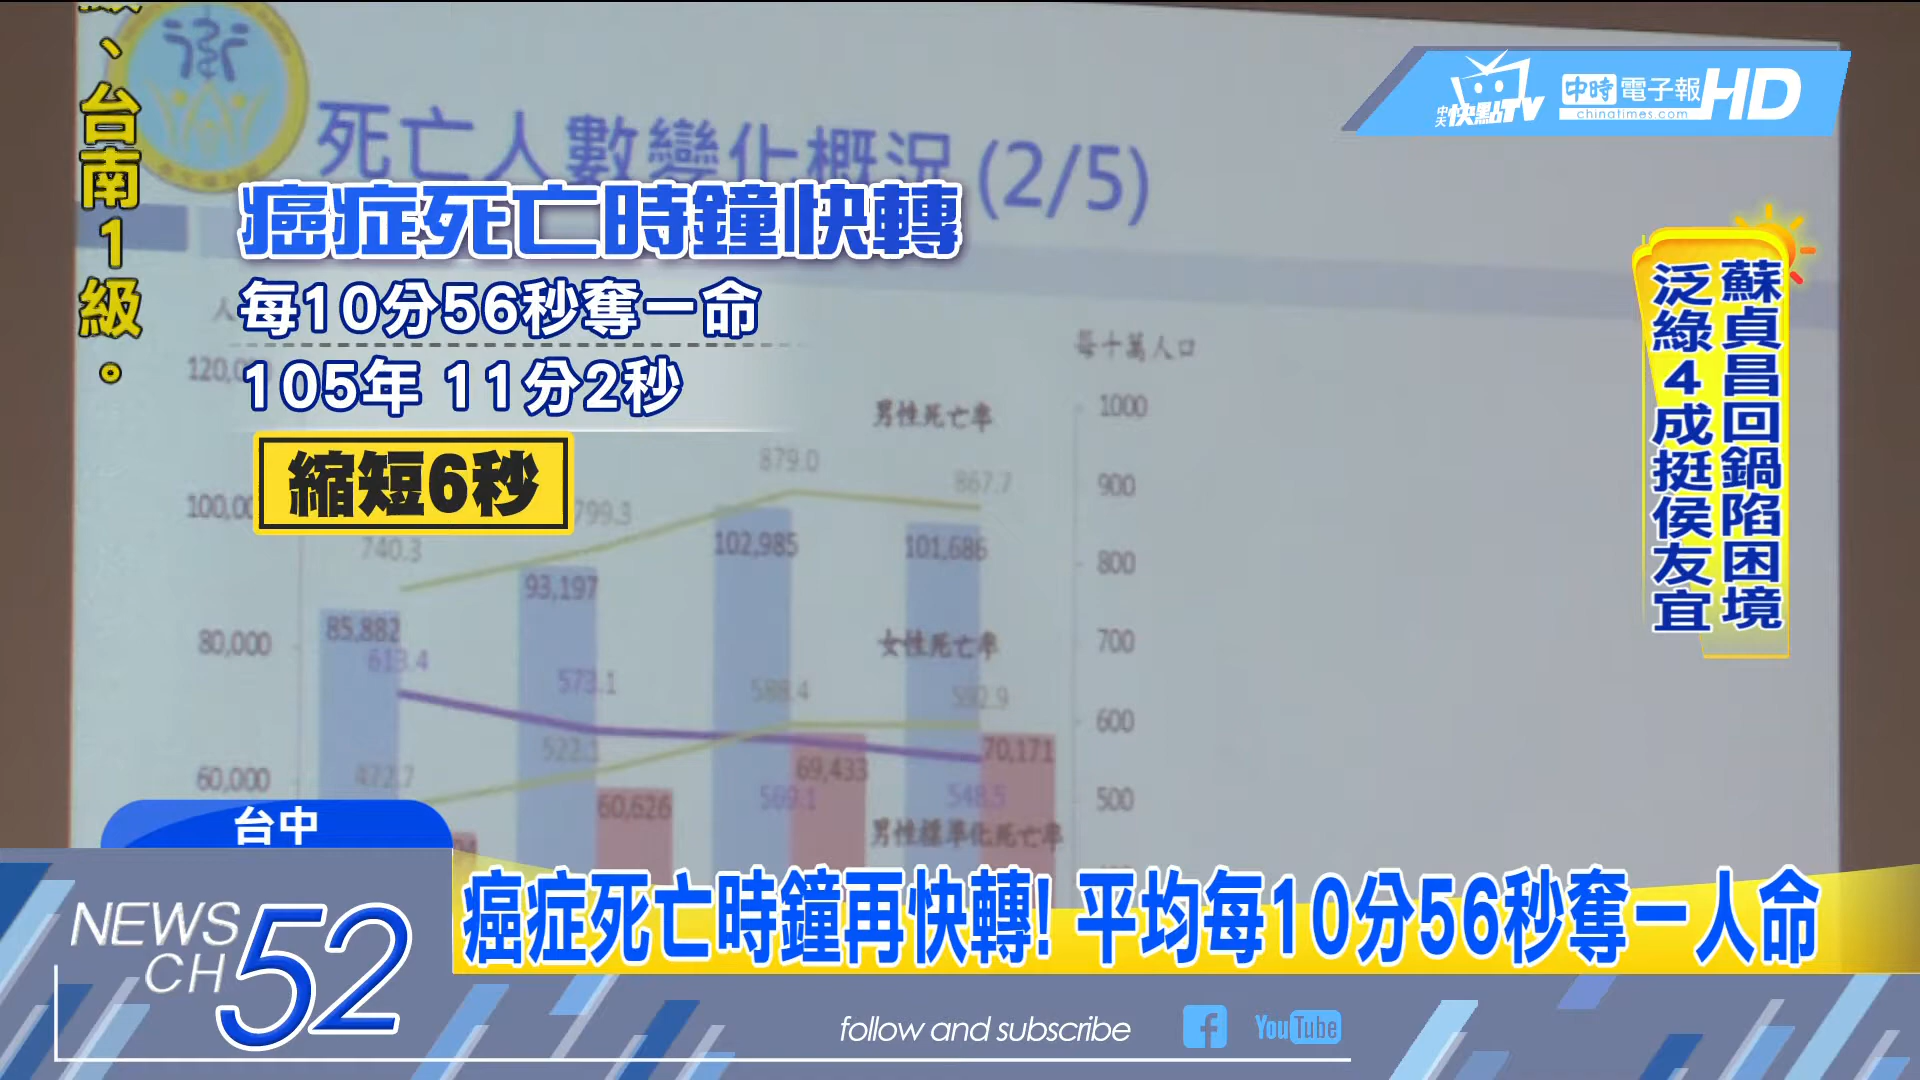 、台南1級。
死亡人數變化概況 (2/5)
中天快點TV
中時電子報HD
chinatimes.com
癌症死亡時鐘快轉
每10分56秒奪一命
105年 11分2秒
縮短6秒
蘇貞昌回鍋陷困境
泛綠4成挺侯友宜
每十萬人口
男性死亡率
1000
879.0
867.7
900
799.3
740.3
102,985
101,686
800
93,197
85,882
613.4
573.1
588.4
592.9
女性死亡率
700
80,000
600
522.1
472.7
60,000
60,626
69,433
70,171
569.1
548.5
500
男性標準化死亡率
台中
NEWS
CH
52
癌症死亡時鐘再快轉! 平均每10分56秒奪一人命
follow and subscribe
YouTube